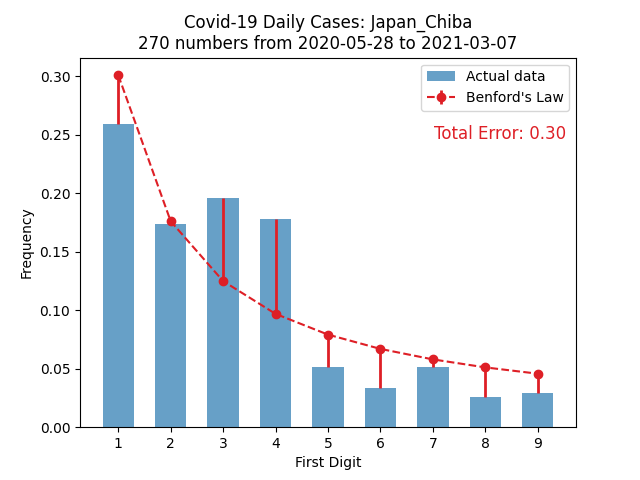 Covid-19 Daily Cases: Japan_Chiba
270 numbers from 2020-05-28 to 2021-03-07
Actual data
Benford's Law
Total Error: 0.30
Frequency
0.30
0.25
0.20
0.15
0.10
0.05
0.00
1 2 3 4 5 6 7 8 9
First Digit